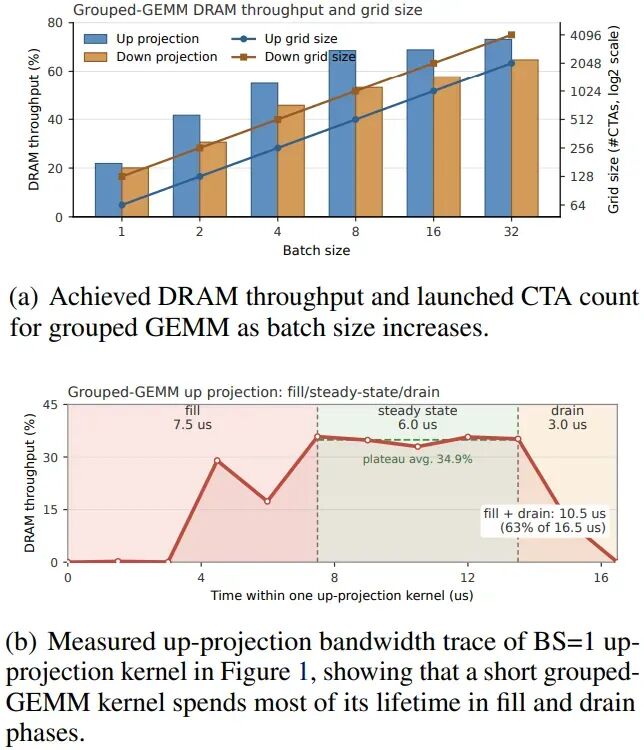 Grouped-GEMM DRAM throughput and grid size
80
60
40
20
0
DRAM throughput (%)
Up projection
Down projection
Up grid size
Down grid size
4096
2048
1024
512
256
128
64
Grid size (#CTAs, log2 scale)
1 2 4 8 16 32
Batch size
(a) Achieved DRAM throughput and launched CTA count
for grouped GEMM as batch size increases.
Grouped-GEMM up projection: fill/steady-state/drain
45
30
15
0
DRAM throughput (%)
fill
7.5 us
steady state
6.0 us
drain
3.0 us
plateau avg. 34.9%
fill + drain: 10.5 us
(63% of 16.5 us)
0 4 8 12 16
Time within one up-projection kernel (us)
(b) Measured up-projection bandwidth trace of BS=1 up-
projection kernel in Figure 1, showing that a short grouped-
GEMM kernel spends most of its lifetime in fill and drain
phases.